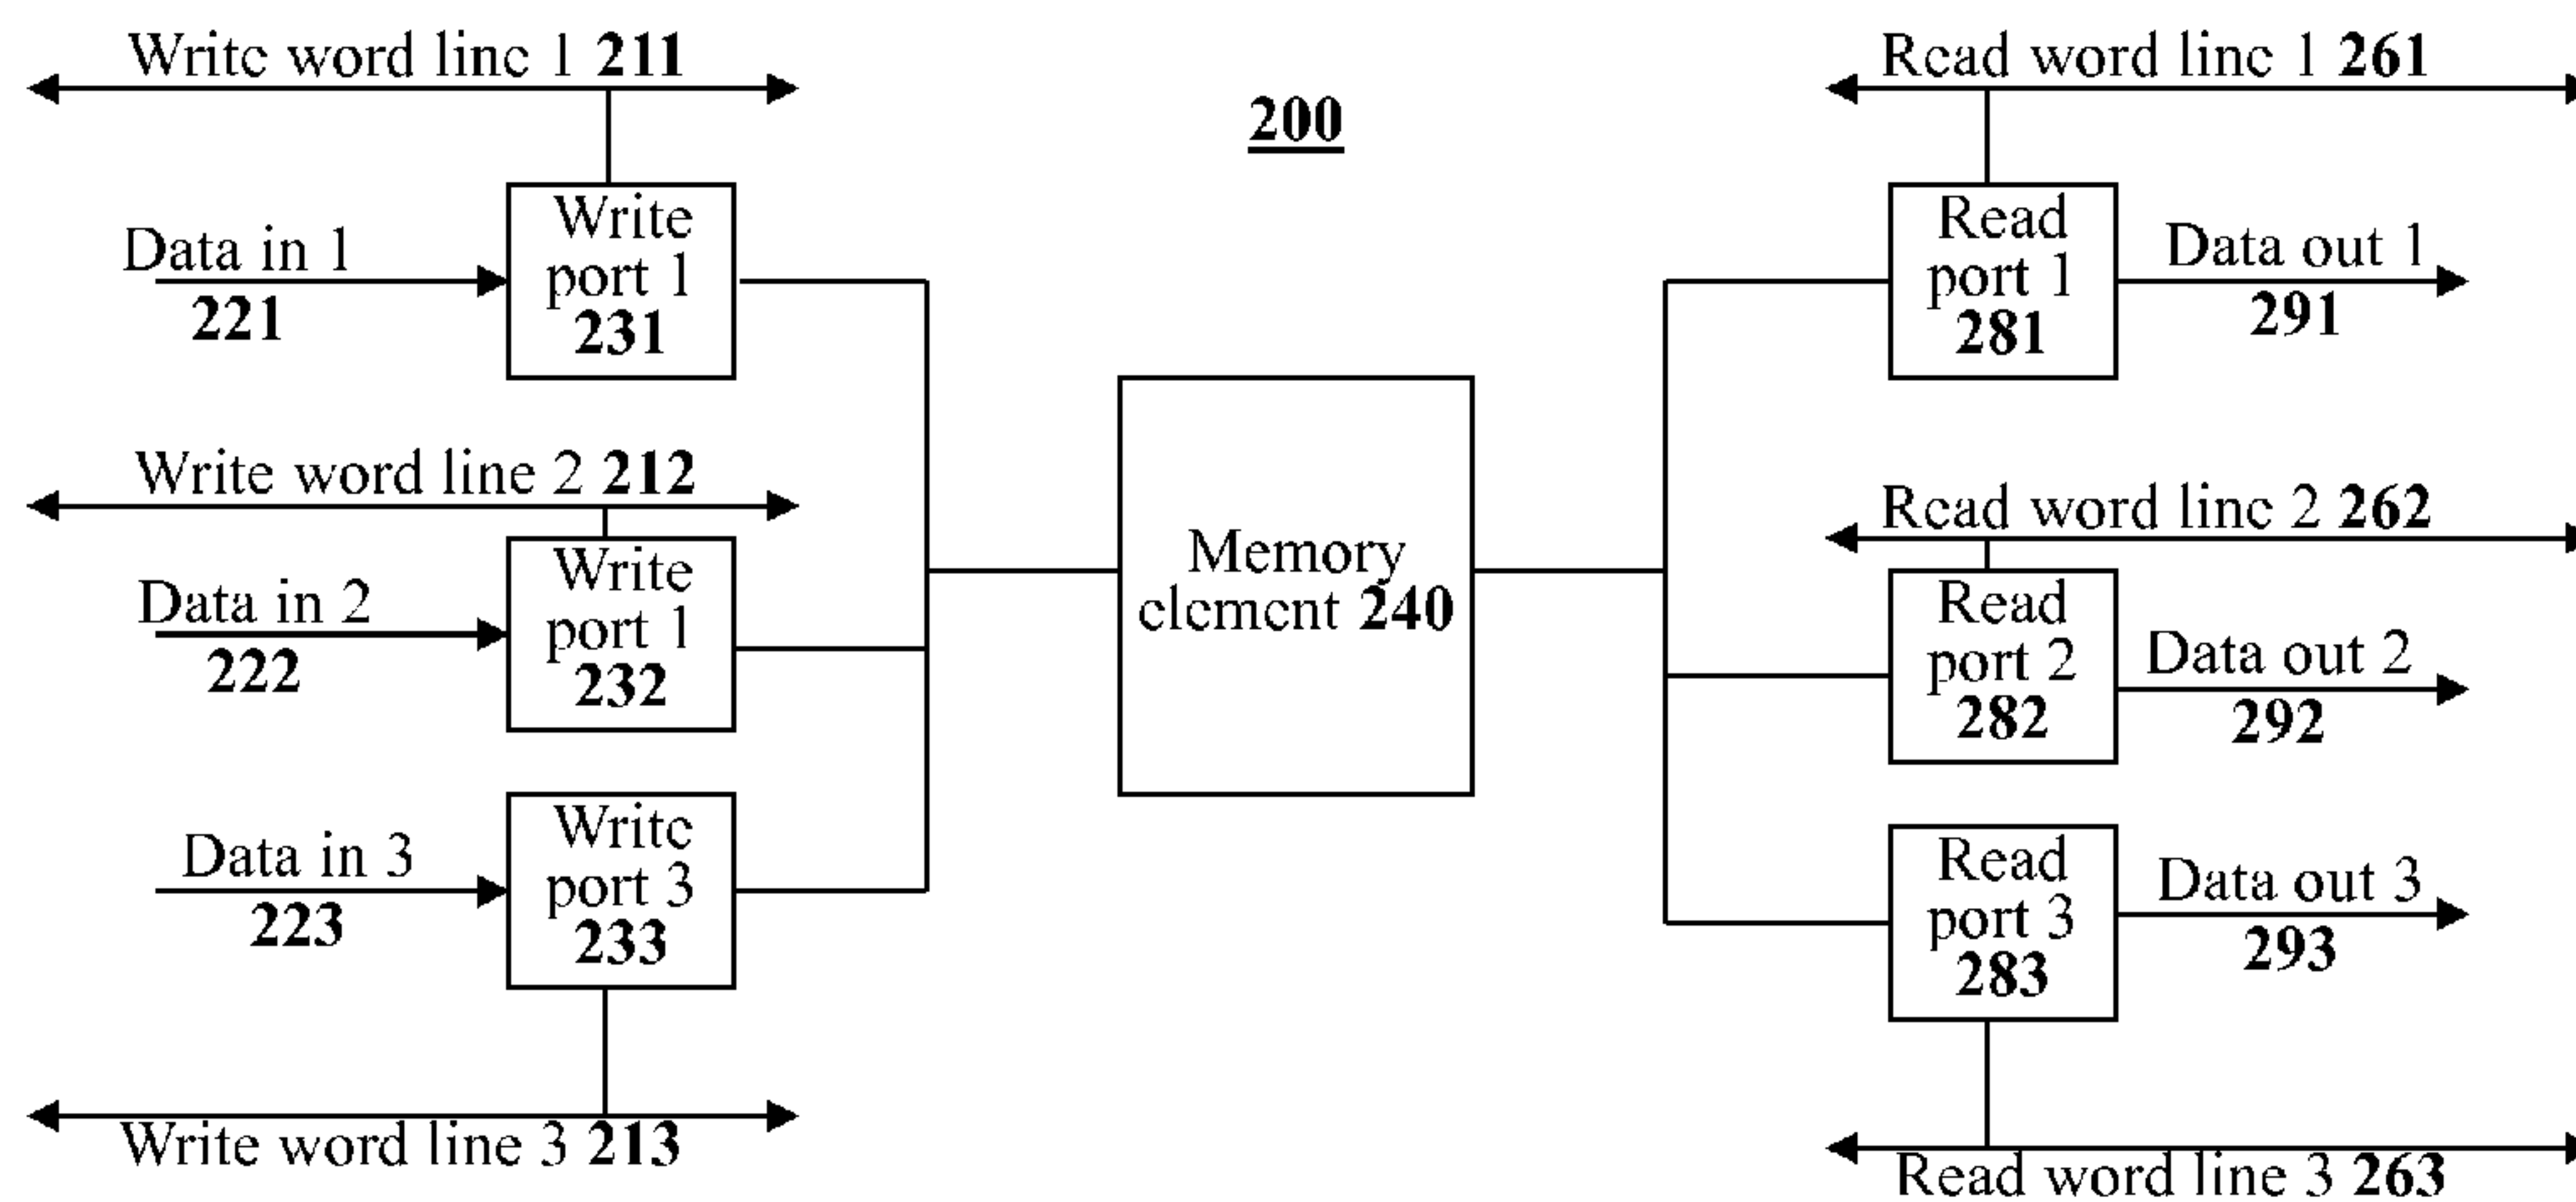 Write word line 1 211
Data in 1
221
Write
port 1
231
Write word line 2 212
Data in 2
222
Write
port 1
232
Data in 3
223
Write
port 3
233
Write word line 3 213
200
Memory
element 240
Read word line 1 261
Read
port 1
281
Data out 1
291
Read word line 2 262
Read
port 2
282
Data out 2
292
Read
port 3
283
Data out 3
293
Read word line 3 263